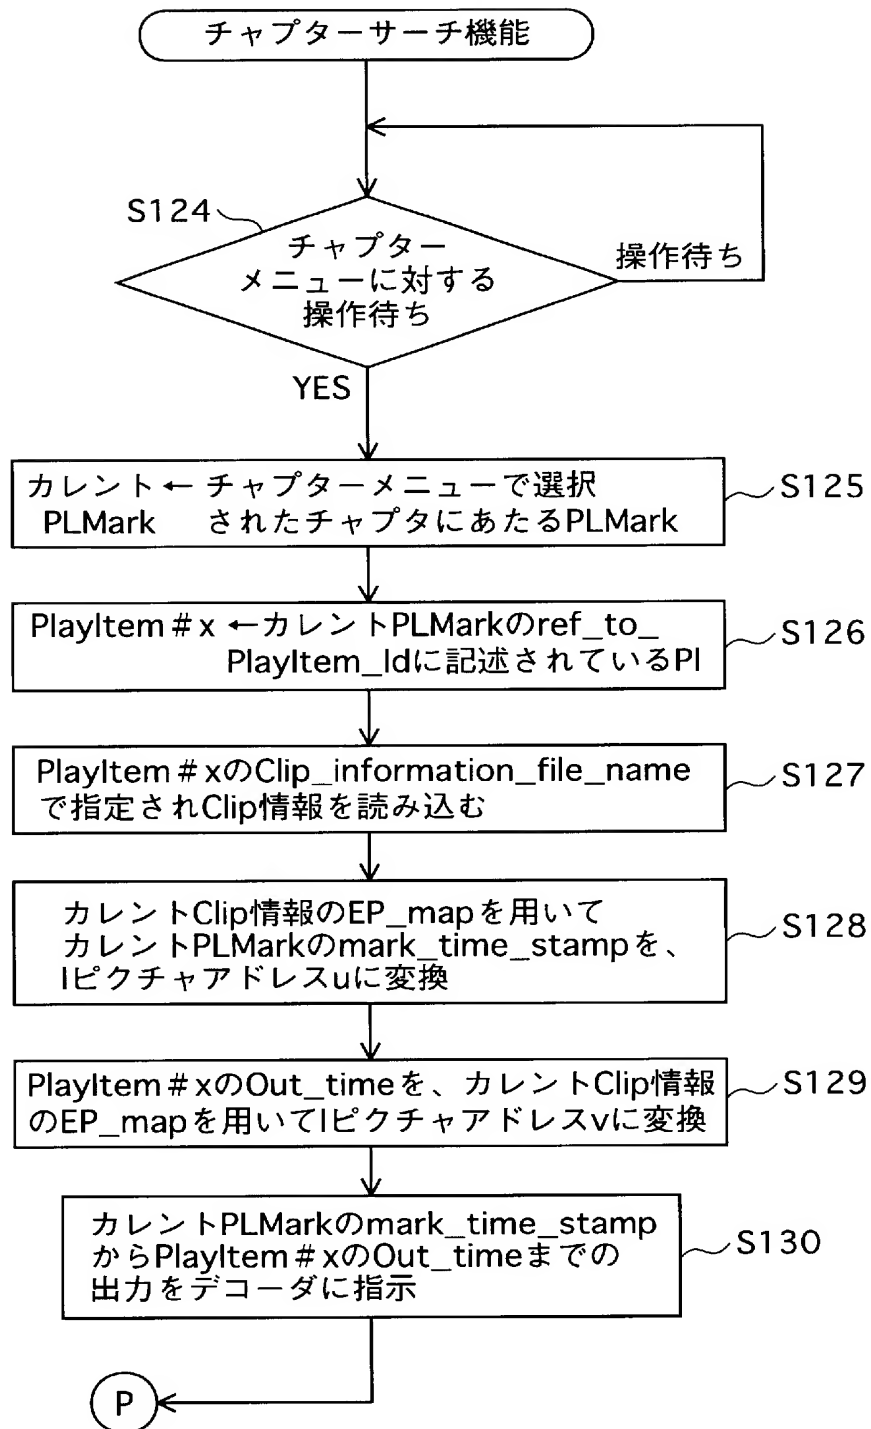 チャプターサーチ機能
S124
チャプター
メニューに対する
操作待ち
操作待ち
YES
カレント← チャプターメニューで選択
PLMark されたチャプタにあたるPLMark
S125
PlayItem#x ←カレントPLMarkのref_to_
PlayItem_Idに記述されているPI
S126
PlayItem#xのClip_information_file_name
で指定されClip情報を読み込む
S127
カレントClip情報のEP_mapを用いて
カレントPLMarkのmark_time_stampを、
Iピクチャアドレスuに変換
S128
PlayItem#xのOut_timeを、カレントClip情報
のEP_mapを用いてIピクチャアドレスvに変換
S129
カレントPLMarkのmark_time_stamp
からPlayItem#xのOut_timeまでの
出力をデコーダに指示
S130
P